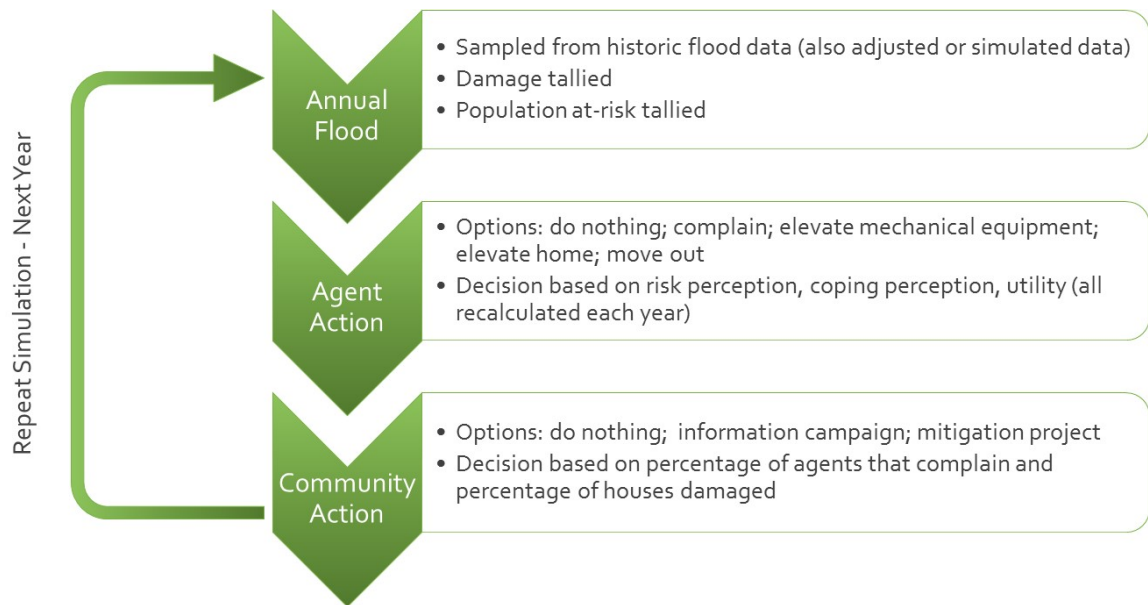 Repeat Simulation - Next Year
Annual
Flood
• Sampled from historic flood data (also adjusted or simulated data)
• Damage tallied
• Population at-risk tallied
Agent
Action
• Options: do nothing; complain; elevate mechanical equipment;
elevate home; move out
• Decision based on risk perception, coping perception, utility (all
recalculated each year)
Community
Action
• Options: do nothing;  information campaign; mitigation project
• Decision based on percentage of agents that complain and
percentage of houses damaged